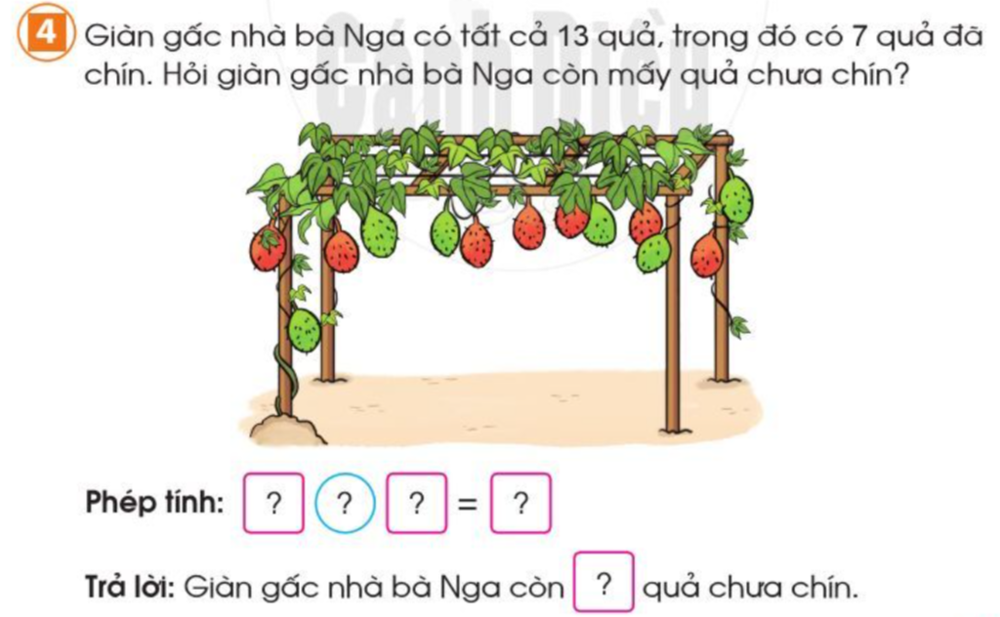 4 Giàn gấc nhà bà Nga có tất cả 13 quả, trong đó có 7 quả đã
chín. Hỏi giàn gấc nhà bà Nga còn mấy quả chưa chín?
Cánh Diều
Phép tính: ? ? ? = ?
Trả lời: Giàn gấc nhà bà Nga còn ? quả chưa chín.